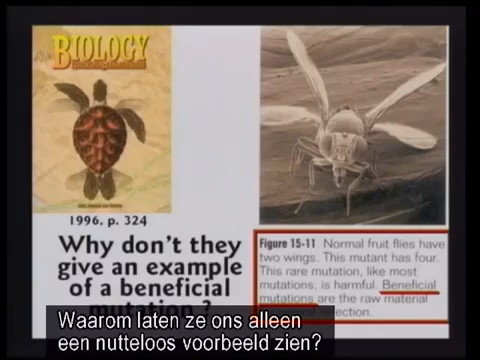 BIOLOGY
1996, p. 324
Why don't they
give an example
of a beneficial
mutation?
Figure 15-11 Normal fruit flies have
two wings. This mutant has four.
This rare mutation, like most
mutations, is harmful. Beneficial
mutations are the raw material
selection.
Waarom laten ze ons alleen
een nutteloos voorbeeld zien?